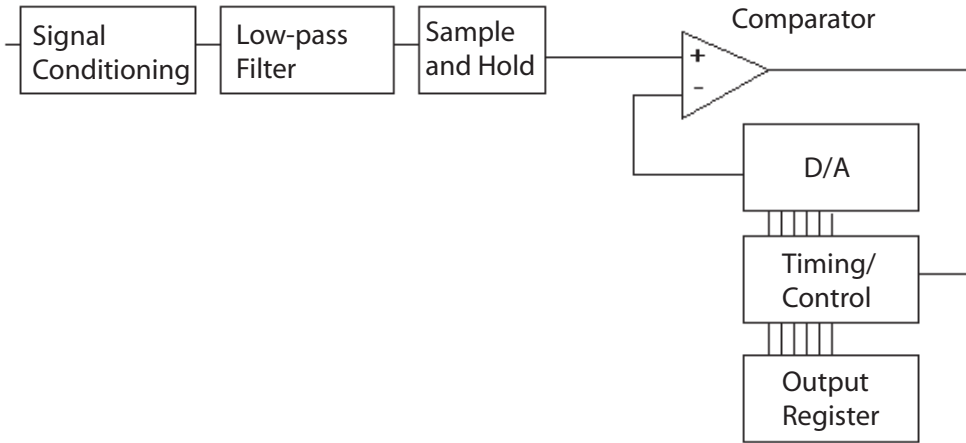 Signal
Conditioning
Low-pass
Filter
Sample
and Hold
Comparator
+
-
D/A
Timing/
Control
Output
Register